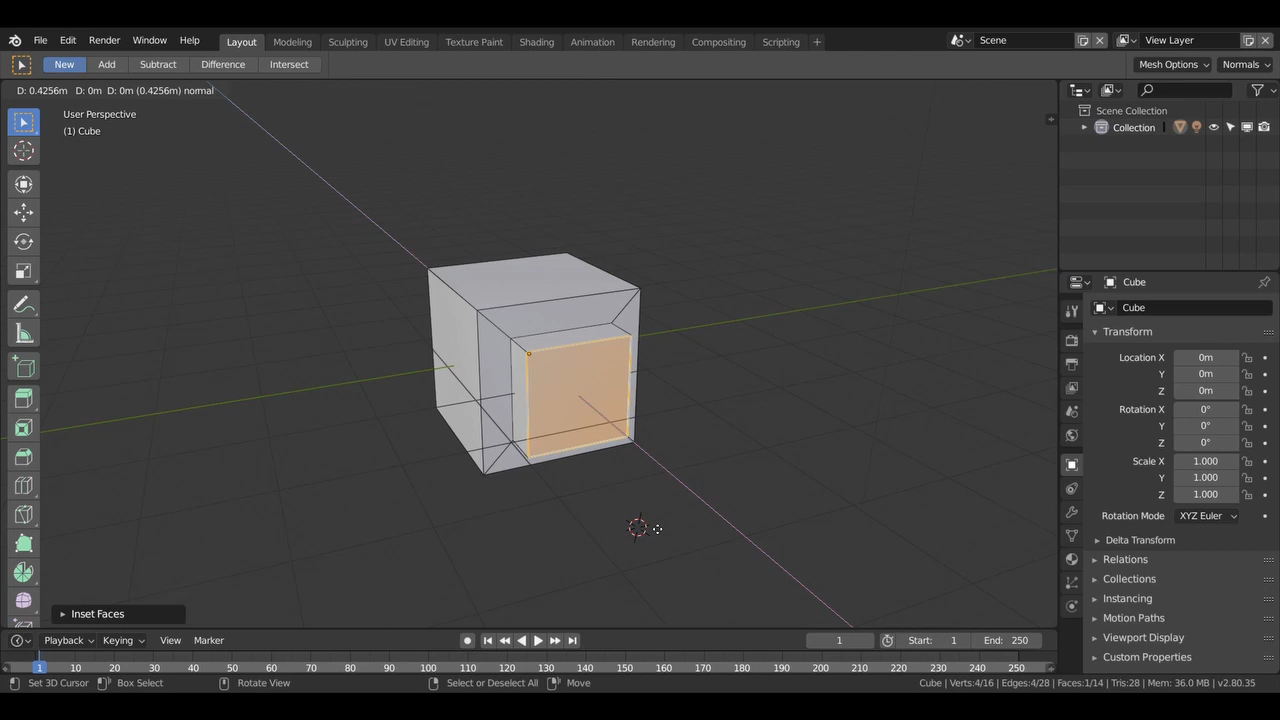 File Edit Render Window Help Layout Modeling Sculpting UV Editing Texture Paint Shading Animation Rendering Compositing Scripting + Scene View Layer
New Add Subtract Difference Intersect Mesh Options Normals
D: 0.4256m D: 0m D: 0m (0.4256m) normal
User Perspective
(1) Cube
Scene Collection
Collection
Cube
Cube
Transform
Location X 0m
Y 0m
Z 0m
Rotation X 0°
Y 0°
Z 0°
Scale X 1.000
Y 1.000
Z 1.000
Rotation Mode XYZ Euler
Delta Transform
Relations
Collections
Instancing
Motion Paths
Viewport Display
Custom Properties
Inset Faces
Playback Keying View Marker 1 Start: 1 End: 250
1 10 20 30 40 50 60 70 80 90 100 110 120 130 140 150 160 170 180 190 200 210 220 230 240 250
Set 3D Cursor Box Select Rotate View Select or Deselect All Move Cube | Verts:4/16 | Edges:4/28 | Faces:1/14 | Tris:28 | Mem: 36.0 MB | v2.80.35